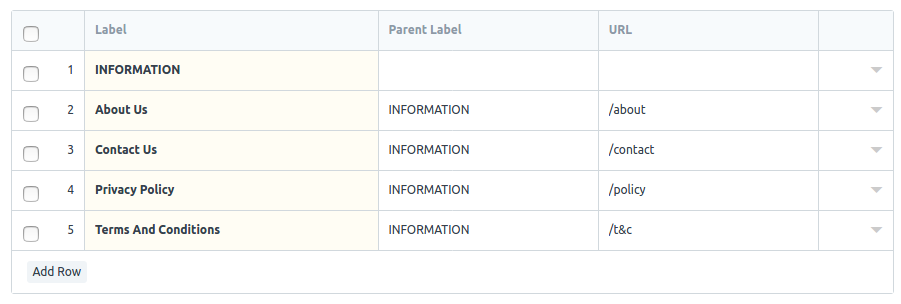 Label Parent Label URL
1 INFORMATION
2 About Us INFORMATION /about
3 Contact Us INFORMATION /contact
4 Privacy Policy INFORMATION /policy
5 Terms And Conditions INFORMATION /t&c
Add Row